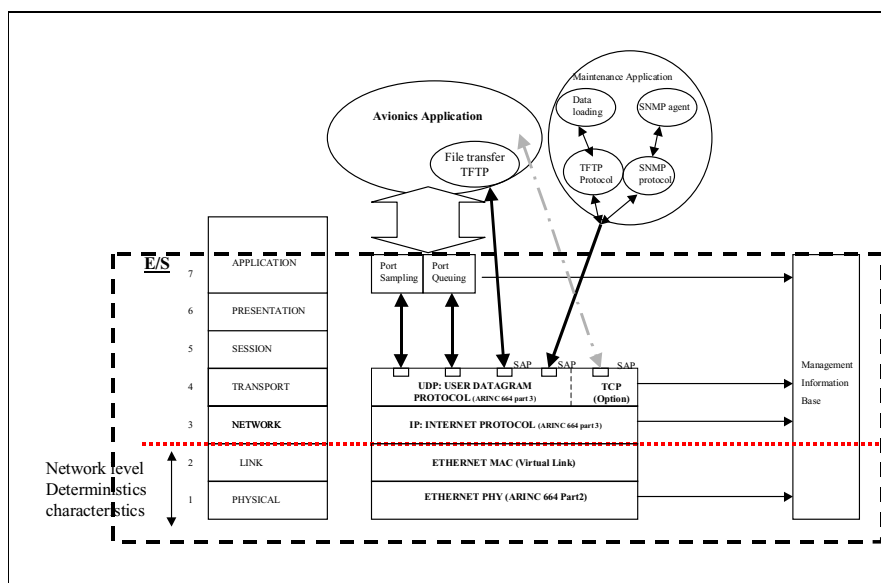 Maintenance Application
Data
loading
SNMP agent
TFTP
Protocol
SNMP
protocol
Avionics Application
File transfer
TFTP
E/S
7
APPLICATION
6
PRESENTATION
5
SESSION
4
TRANSPORT
3
NETWORK
2
LINK
1
PHYSICAL
Network level
Deterministics
characteristics
Port
Sampling
Port
Queuing
SAP
SAP
SAP
UDP: USER DATAGRAM
PROTOCOL (ARINC 664 part 3)
TCP
(Option)
IP: INTERNET PROTOCOL (ARINC 664 part 3)
ETHERNET MAC (Virtual Link)
ETHERNET PHY (ARINC 664 Part2)
Management
Information
Base